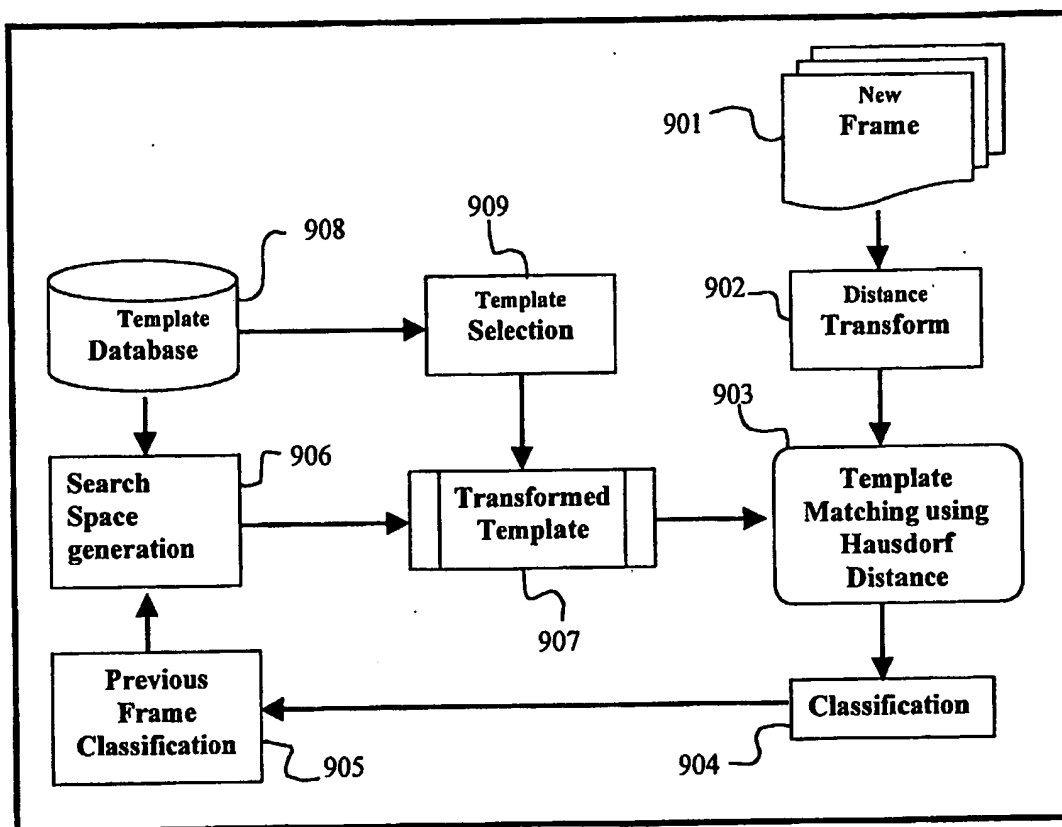 New
Frame
901
909
908
902
Distance
Transform
Template
Database
Template
Selection
903
906
Search
Space
generation
Transformed
Template
Template
Matching using
Hausdorf
Distance
907
Previous
Frame
Classification
905
Classification
904